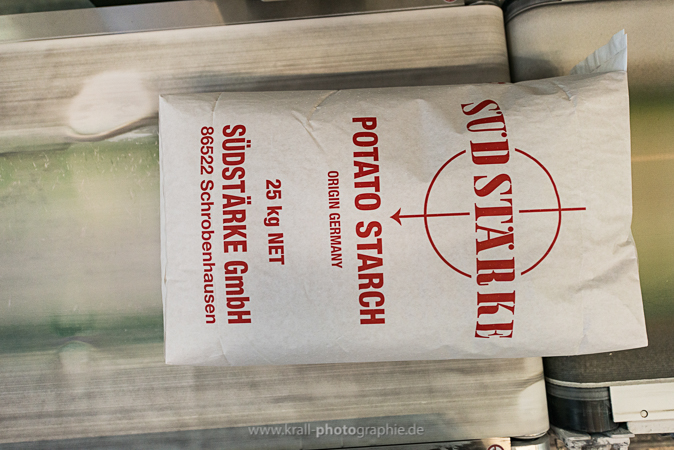 SÜDSTÄRKE
POTATO STARCH
ORIGIN GERMANY
25 kg NET
SÜDSTÄRKE GmbH
86522 Schrobenhausen
www.krall-photographie.de